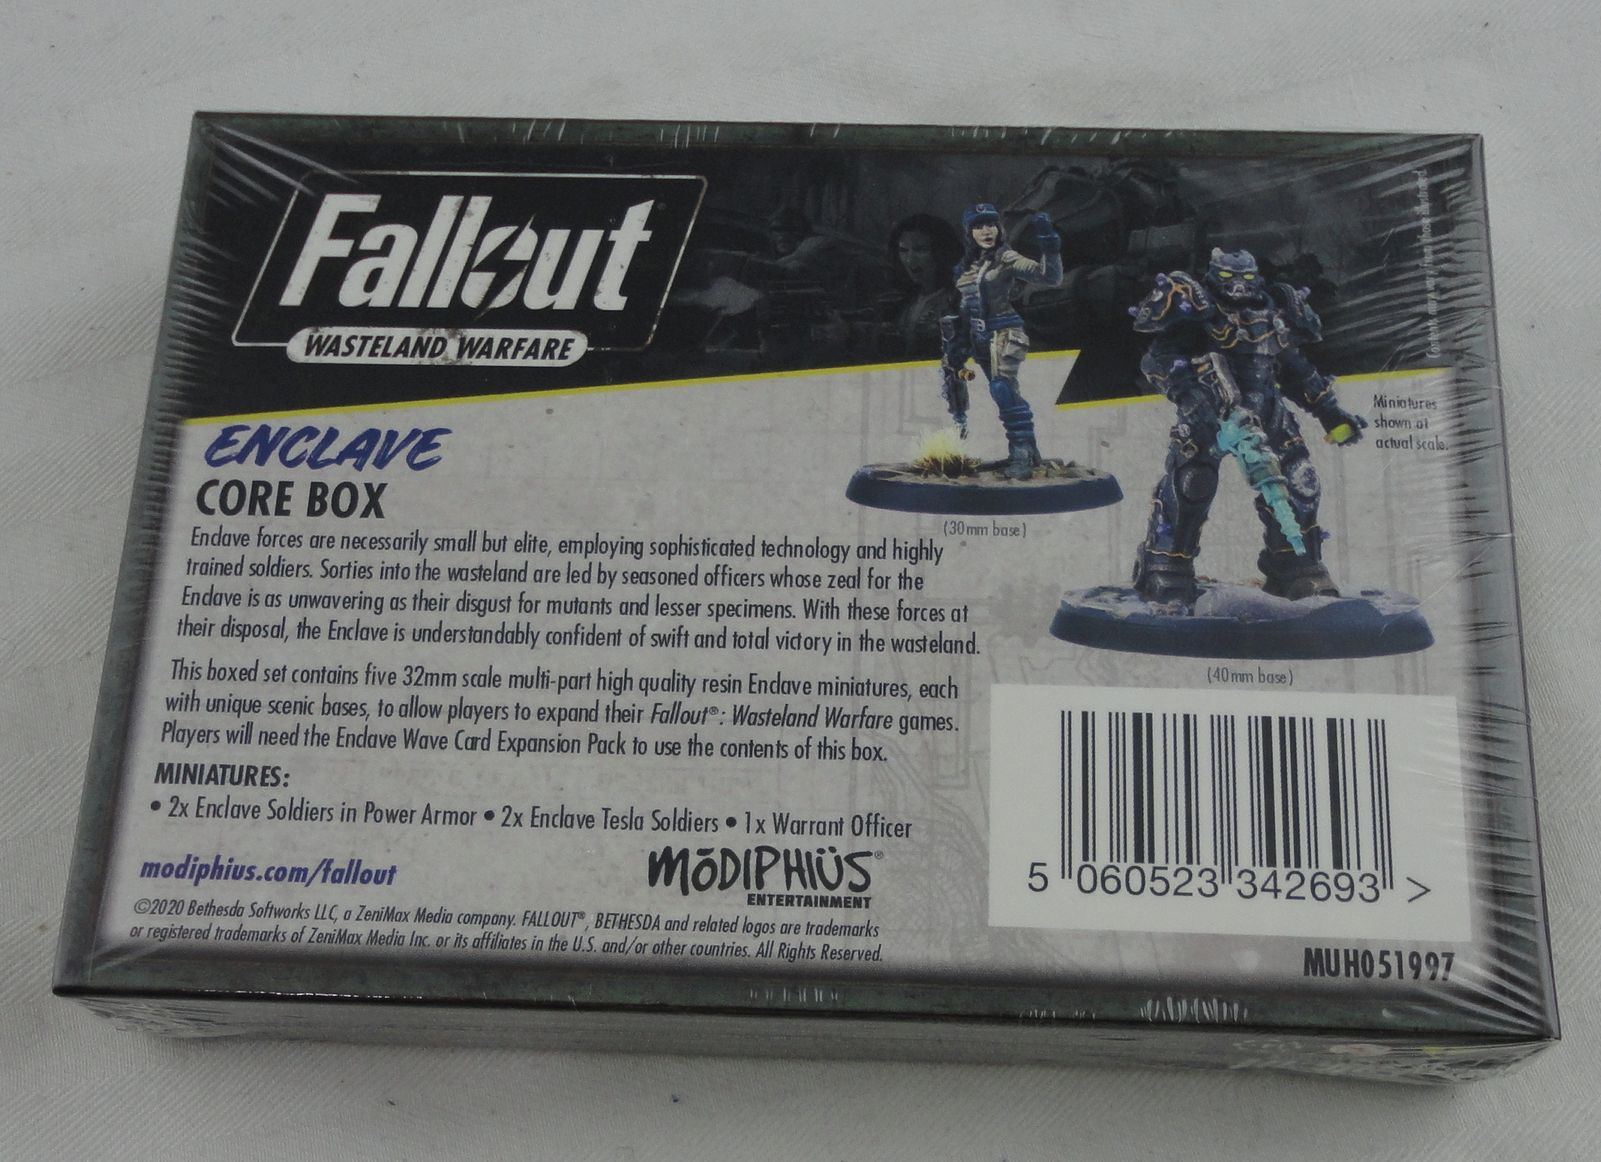 Fallout
WASTELAND WARFARE
ENCLAVE
CORE BOX
Enclave forces are necessarily small but elite, employing sophisticated technology and highly
trained soldiers. Sorties into the wasteland are led by seasoned officers whose zeal for the
Enclave is as unwavering as their disgust for mutants and lesser specimens. With these forces at
their disposal, the Enclave is understandably confident of swift and total victory in the wasteland.
This boxed set contains five 32mm scale multi-part high quality resin Enclave miniatures, each
with unique scenic bases, to allow players to expand their Fallout®: Wasteland Warfare games.
Players will need the Enclave Wave Card Expansion Pack to use the contents of this box.
MINIATURES:
• 2x Enclave Soldiers in Power Armor • 2x Enclave Tesla Soldiers • 1x Warrant Officer
modiphius.com/fallout
MŌDIPHIÜS®
ENTERTAINMENT
©2020 Bethesda Softworks LLC, a ZeniMax Media company. FALLOUT®, BETHESDA and related logos are trademarks
or registered trademarks of ZeniMax Media Inc. or its affiliates in the U.S. and/or other countries. All Rights Reserved.
(30mm base)
Miniatures
shown at
actual scale.
(40mm base)
Contents may vary from those illustrated
5 060523 342693 >
MUH051997